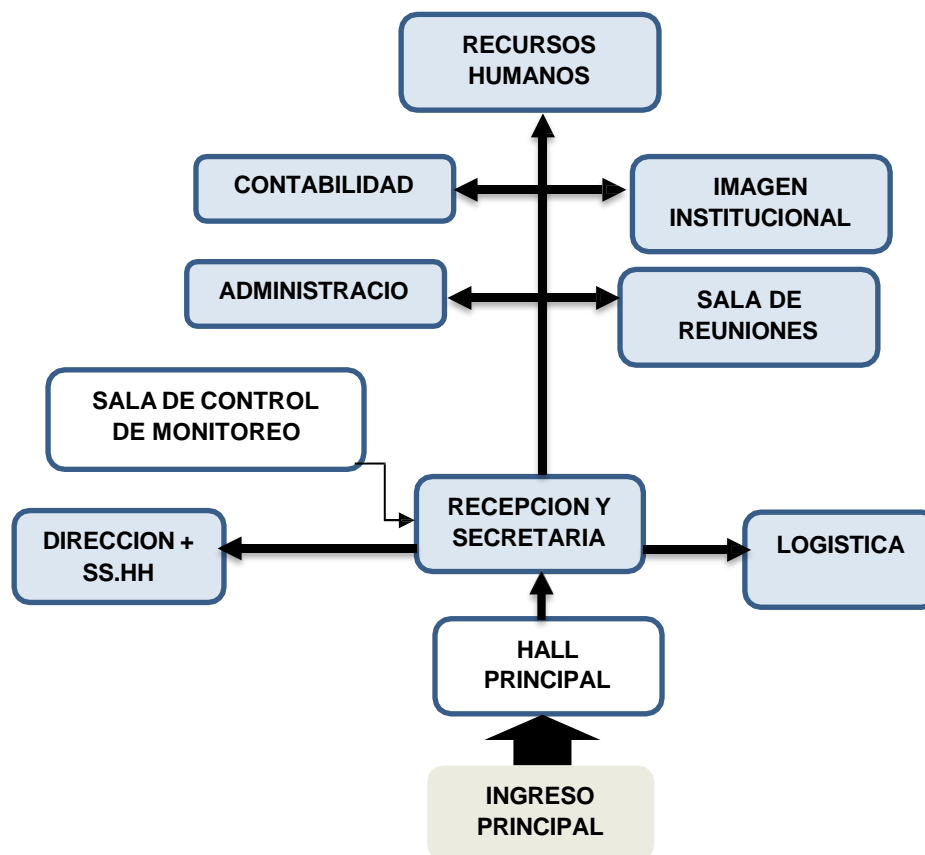 RECURSOS
HUMANOS
CONTABILIDAD
IMAGEN
INSTITUCIONAL
ADMINISTRACIO
SALA DE
REUNIONES
SALA DE CONTROL
DE MONITOREO
RECEPCION Y
SECRETARIA
DIRECCION +
SS.HH
LOGISTICA
HALL
PRINCIPAL
INGRESO
PRINCIPAL